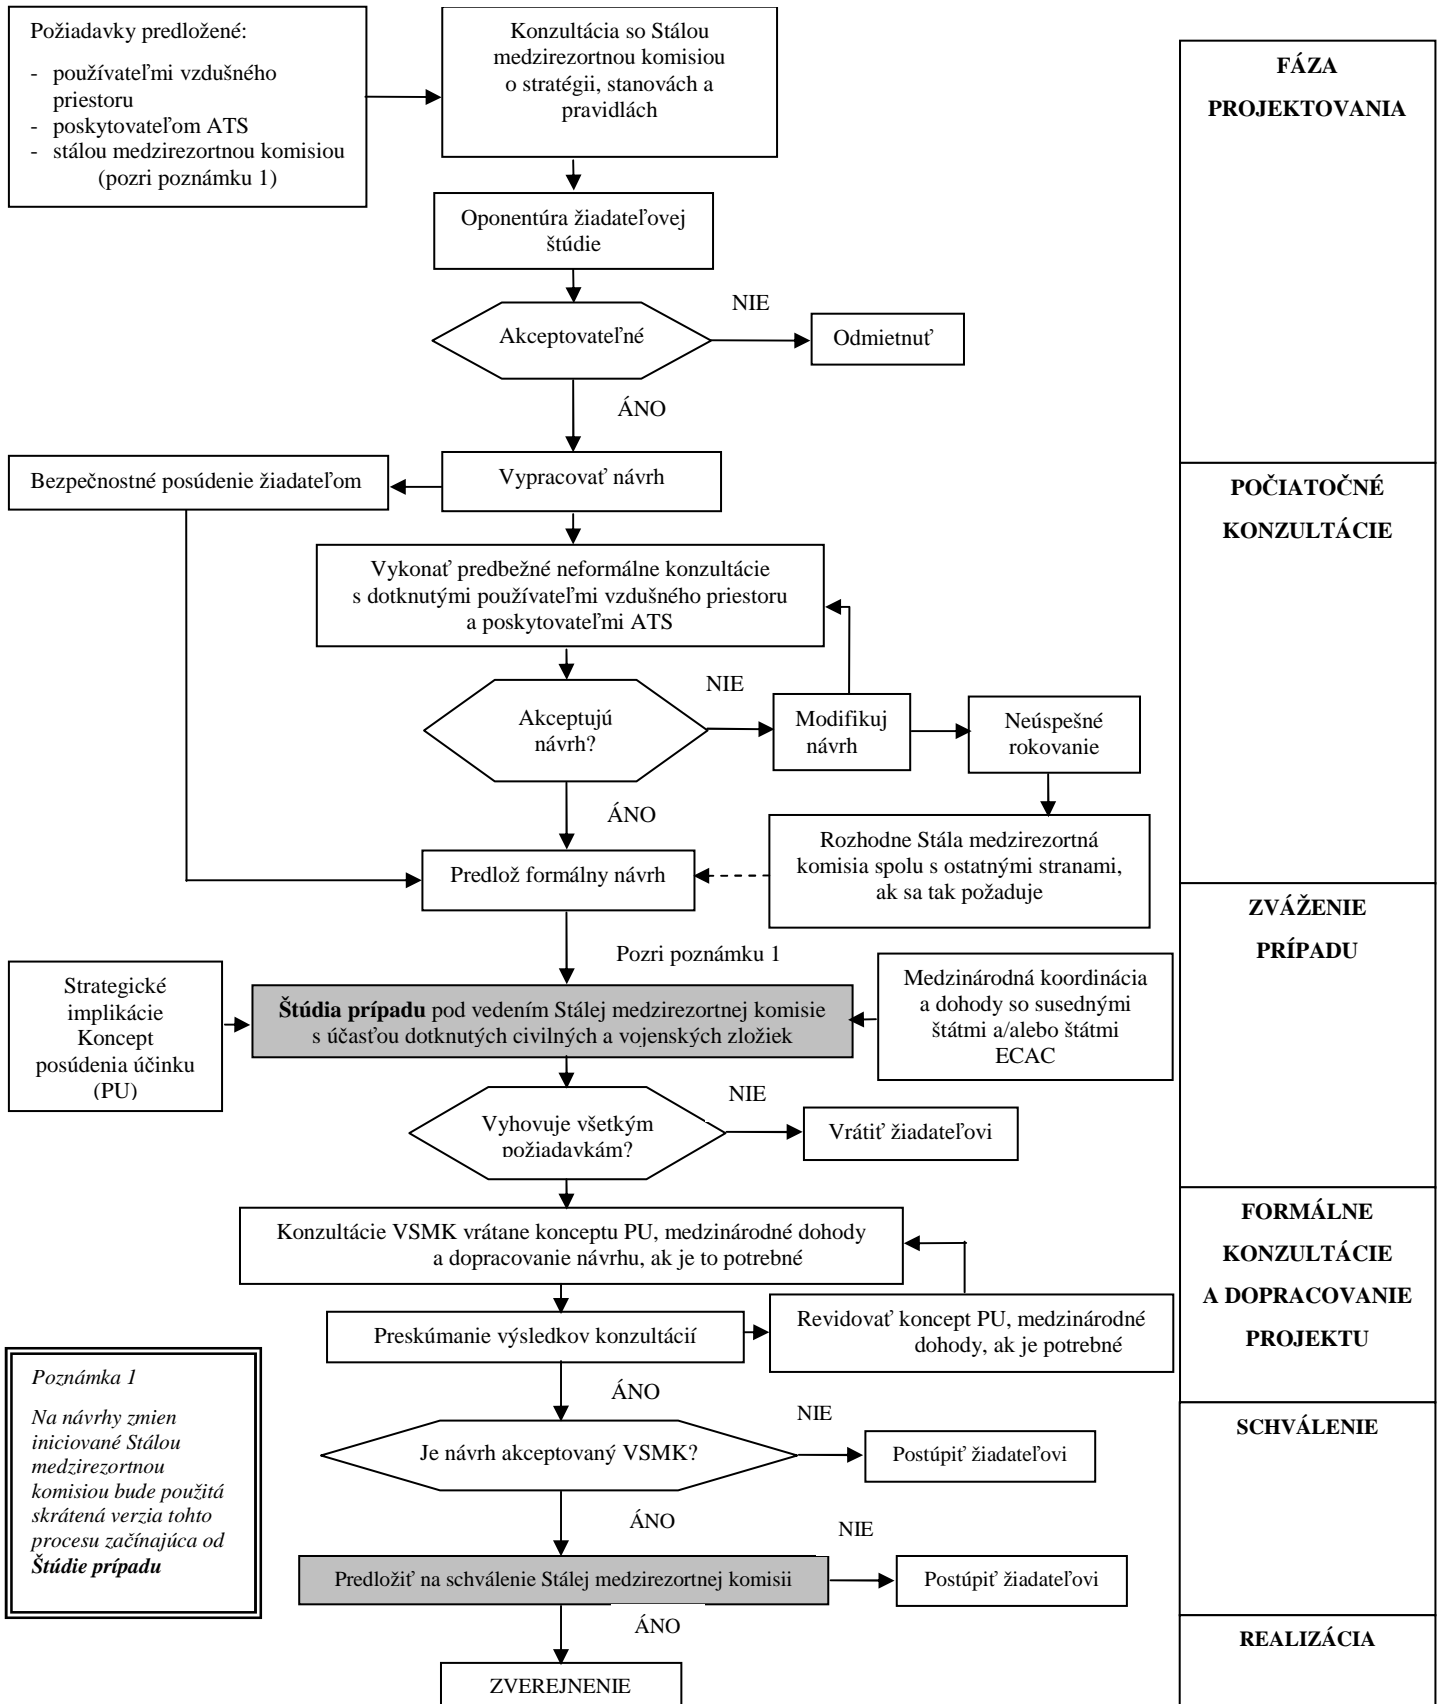 Požiadavky predložené:
- používateľmi vzdušného
priestoru
- poskytovateľom ATS
- stálou medzirezortnou komisiou
(pozri poznámku 1)
Konzultácia so Stálou
medzirezortnou komisiou
o stratégii, stanovách a
pravidlách
FÁZA
PROJEKTOVANIA
Oponentúra žiadateľovej
štúdie
Akceptovateľné
NIE
Odmietnuť
ÁNO
Bezpečnostné posúdenie žiadateľom
Vypracovať návrh
POČIATOČNÉ
KONZULTÁCIE
Vykonať predbežné neformálne konzultácie
s dotknutými používateľmi vzdušného priestoru
a poskytovateľmi ATS
Akceptujú
návrh?
NIE
Modifikuj
návrh
Neúspešné
rokovanie
ÁNO
Predlož formálny návrh
Rozhodne Stála medzirezortná
komisia spolu s ostatnými stranami,
ak sa tak požaduje
ZVÁŽENIE
PRÍPADU
Pozri poznámku 1
Strategické
implikácie
Koncept
posúdenia účinku
(PU)
Štúdia prípadu pod vedením Stálej medzirezortnej komisie
s účasťou dotknutých civilných a vojenských zložiek
Medzinárodná koordinácia
a dohody so susednými
štátmi a/alebo štátmi
ECAC
Vyhovuje všetkým
požiadavkám?
NIE
Vrátiť žiadateľovi
Konzultácie VSMK vrátane konceptu PU, medzinárodné dohody
a dopracovanie návrhu, ak je to potrebné
FORMÁLNE
KONZULTÁCIE
A DOPRACOVANIE
PROJEKTU
Preskúmanie výsledkov konzultácií
Revidovať koncept PU, medzinárodné
dohody, ak je potrebné
Poznámka 1
Na návrhy zmien
iniciované Stálou
medzirezortnou
komisiou bude použitá
skrátená verzia tohto
procesu začínajúca od
Štúdie prípadu
ÁNO
Je návrh akceptovaný VSMK?
NIE
Postúpiť žiadateľovi
SCHVÁLENIE
ÁNO
Predložiť na schválenie Stálej medzirezortnej komisii
NIE
Postúpiť žiadateľovi
ÁNO
ZVEREJNENIE
REALIZÁCIA